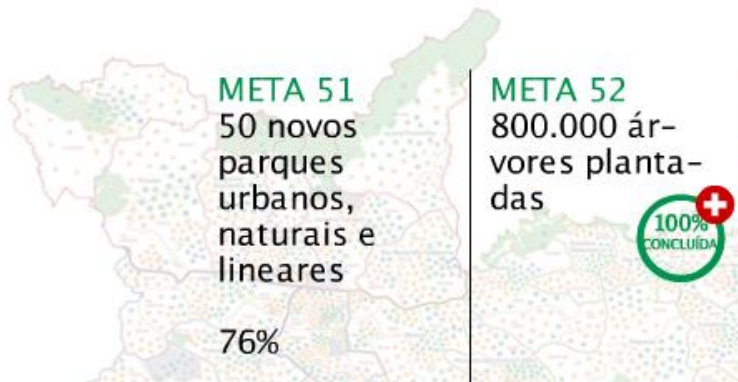 META 51
50 novos
parques
urbanos,
naturais e
lineares
76%
META 52
800.000 ár-
vores planta-
das
100%
CONCLUÍDA